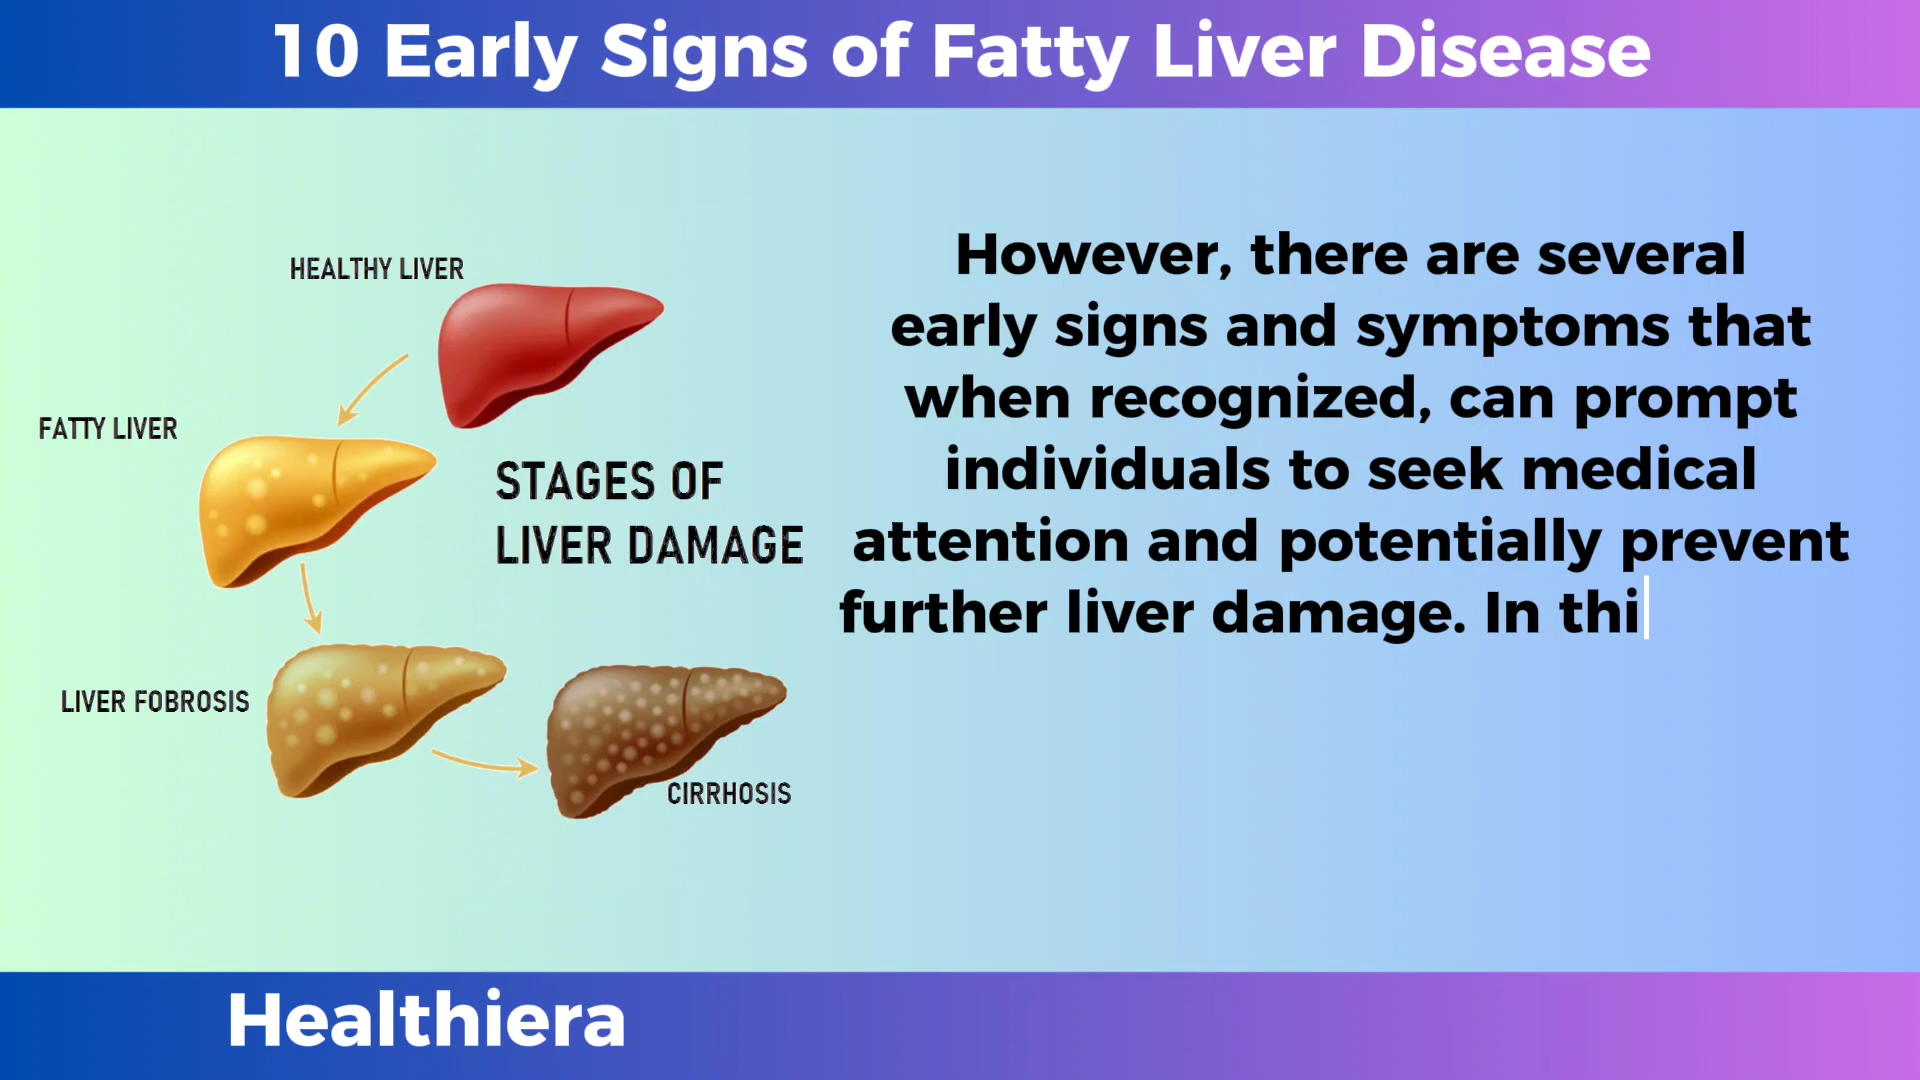 10 Early Signs of Fatty Liver Disease
HEALTHY LIVER
FATTY LIVER
STAGES OF
LIVER DAMAGE
LIVER FOBROSIS
CIRRHOSIS
However, there are several
early signs and symptoms that
when recognized, can prompt
individuals to seek medical
attention and potentially prevent
further liver damage. In thi
Healthiera